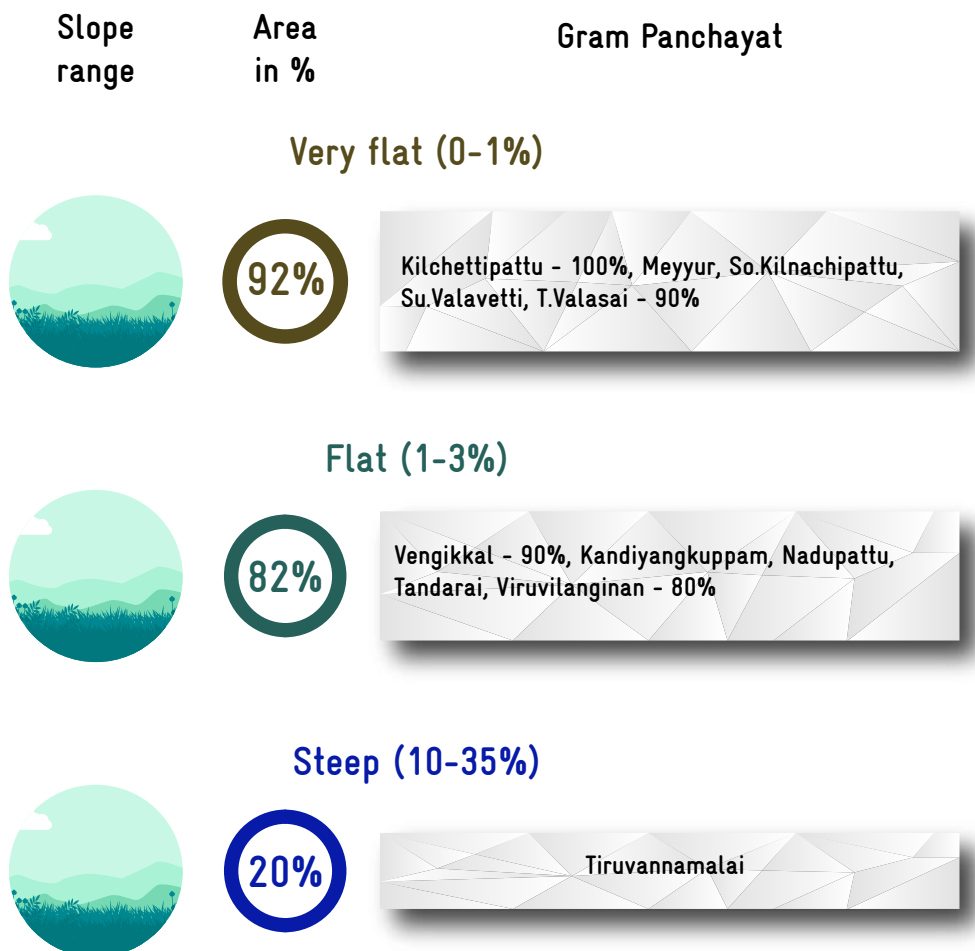 Slope
range
Area
in %
Gram Panchayat
Very flat (0-1%)
92%
Kilchettipattu - 100%, Meyyur, So.Kilnachipattu,
Su.Valavetti, T.Valasai - 90%
Flat (1-3%)
82%
Vengikkal - 90%, Kandiyangkuppam, Nadupattu,
Tandarai, Viruvilanginan - 80%
Steep (10-35%)
20%
Tiruvannamalai